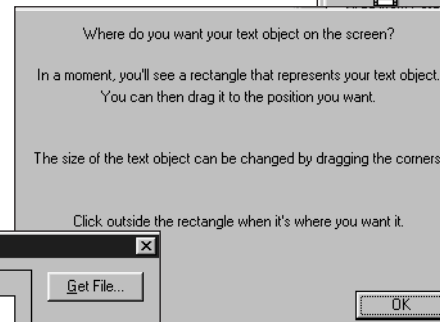 Where do you want your text object on the screen?
In a moment, you'll see a rectangle that represents your text object.
You can then drag it to the position you want.
The size of the text object can be changed by dragging the corners
Click outside the rectangle when it's where you want it.
Get File...
OK